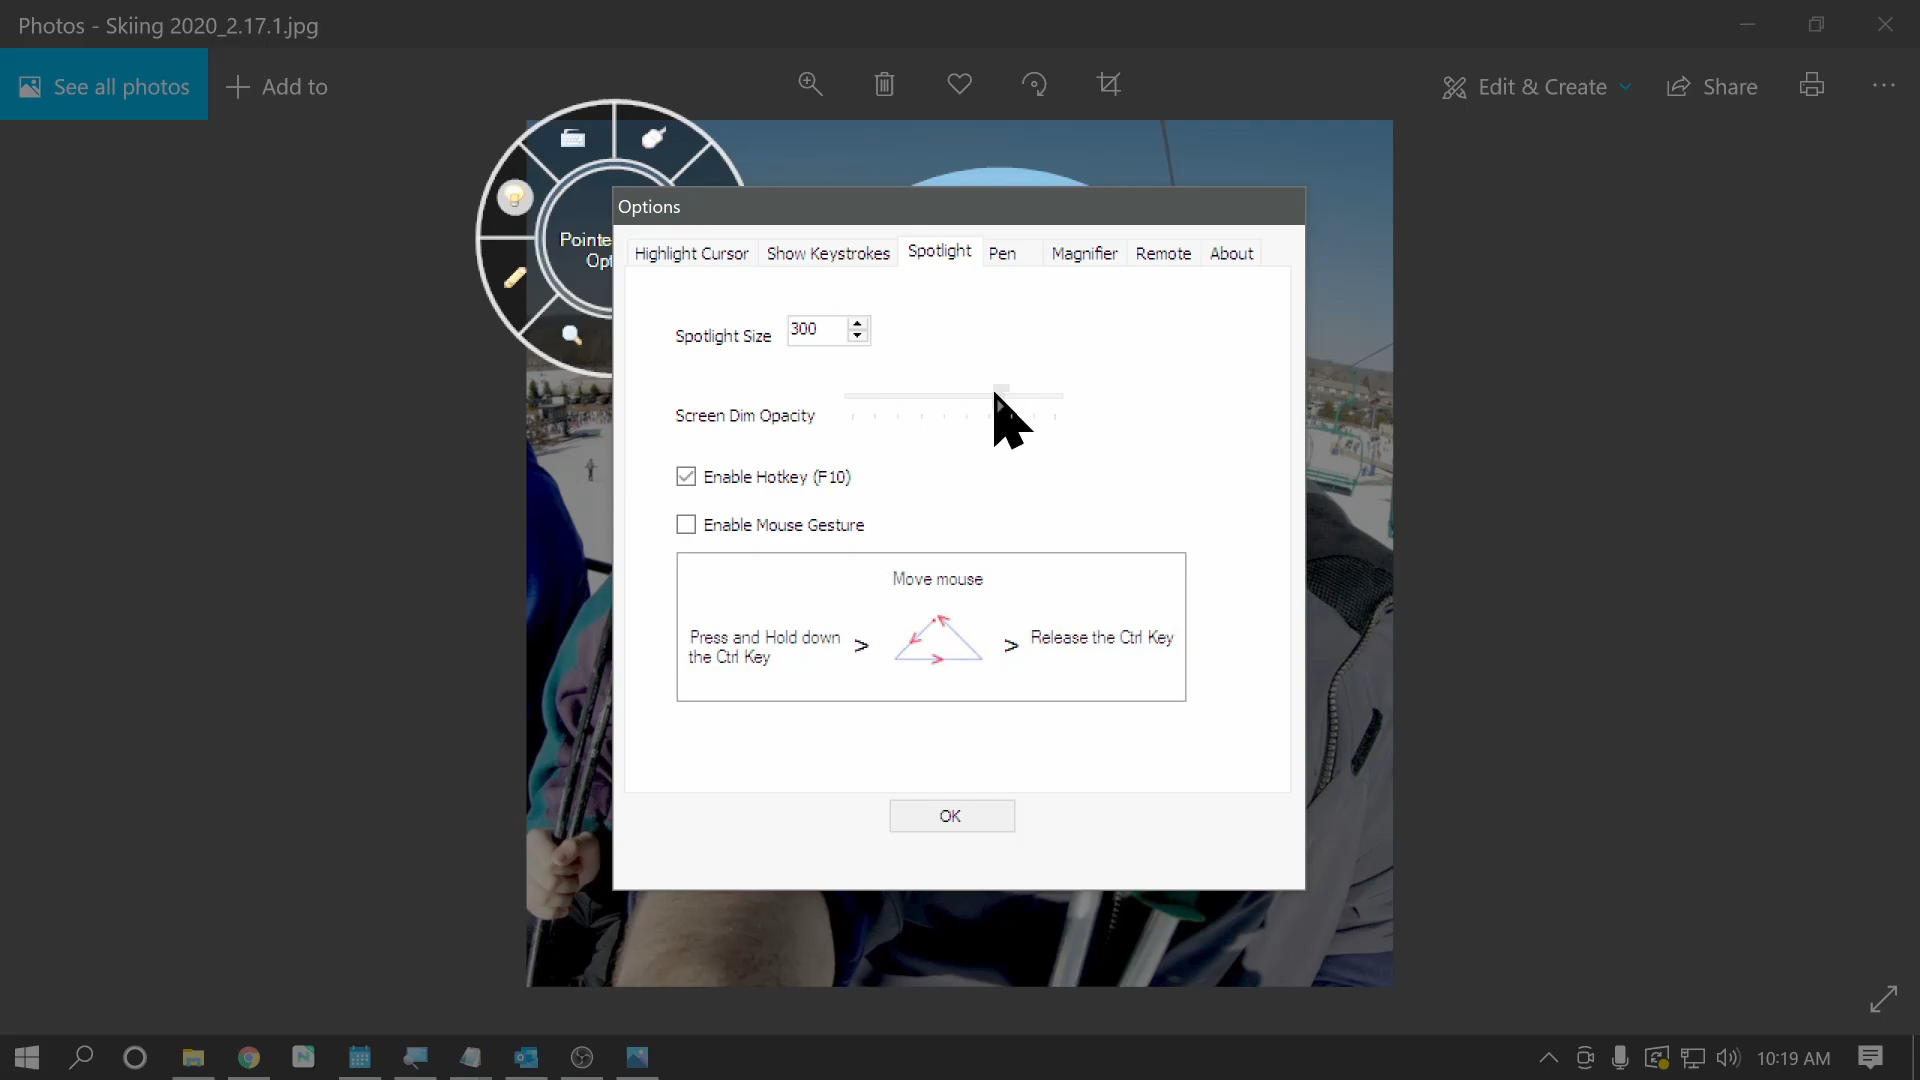 Photos - Skiing 2020_2.17.1.jpg
See all photos
Add to
Edit & Create
Share
Options
Highlight Cursor
Show Keystrokes
Spotlight
Pen
Magnifier
Remote
About
Pointe
Opt
Spotlight Size
300
Screen Dim Opacity
Enable Hotkey (F10)
Enable Mouse Gesture
Move mouse
Press and Hold down
the Ctrl Key
>
>
Release the Ctrl Key
OK
10:19 AM